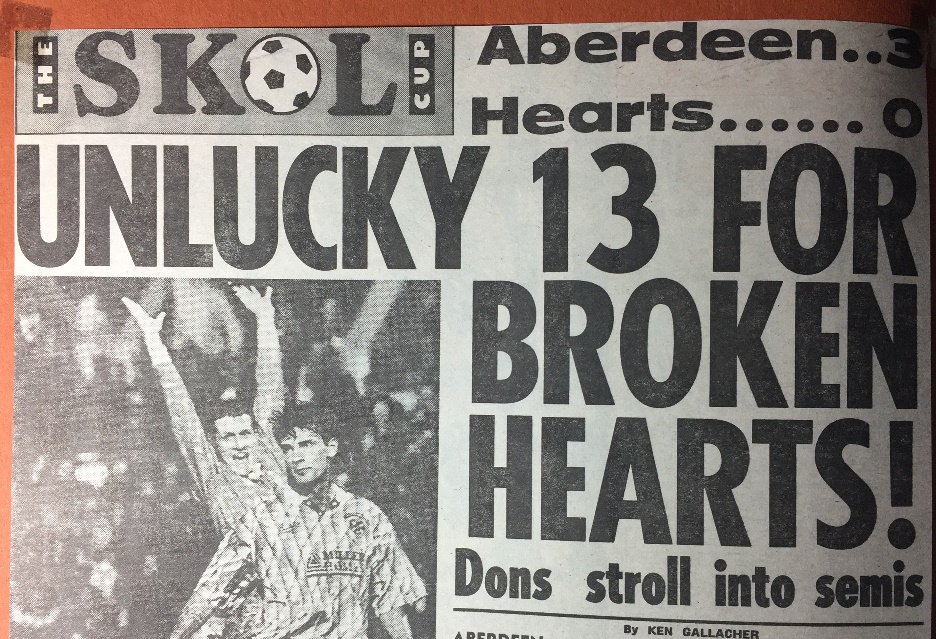 THE SKOL CUP
Aberdeen..3
Hearts...... 0
UNLUCKY 13 FOR
BROKEN
HEARTS!
Dons stroll into semis
By KEN GALLACHER
ABERDEEN